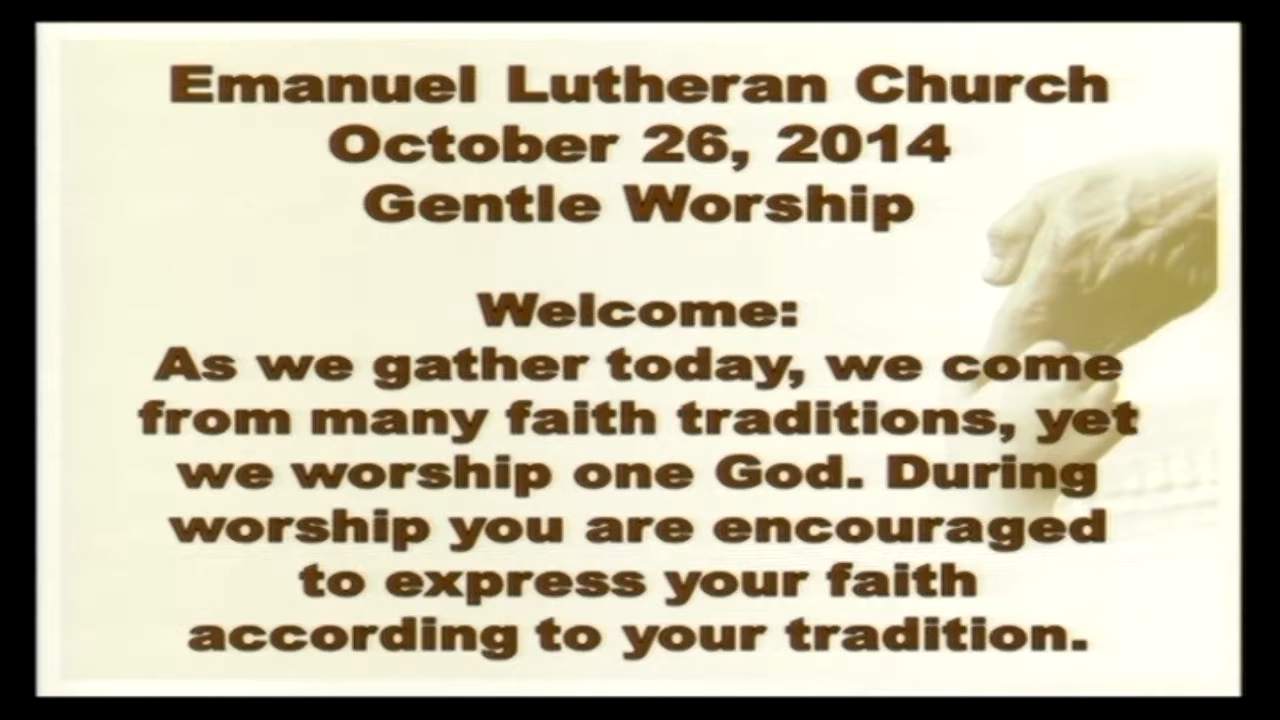 Emanuel Lutheran Church
October 26, 2014
Gentle Worship
Welcome:
As we gather today, we come
from many faith traditions, yet
we worship one God. During
worship you are encouraged
to express your faith
according to your tradition.